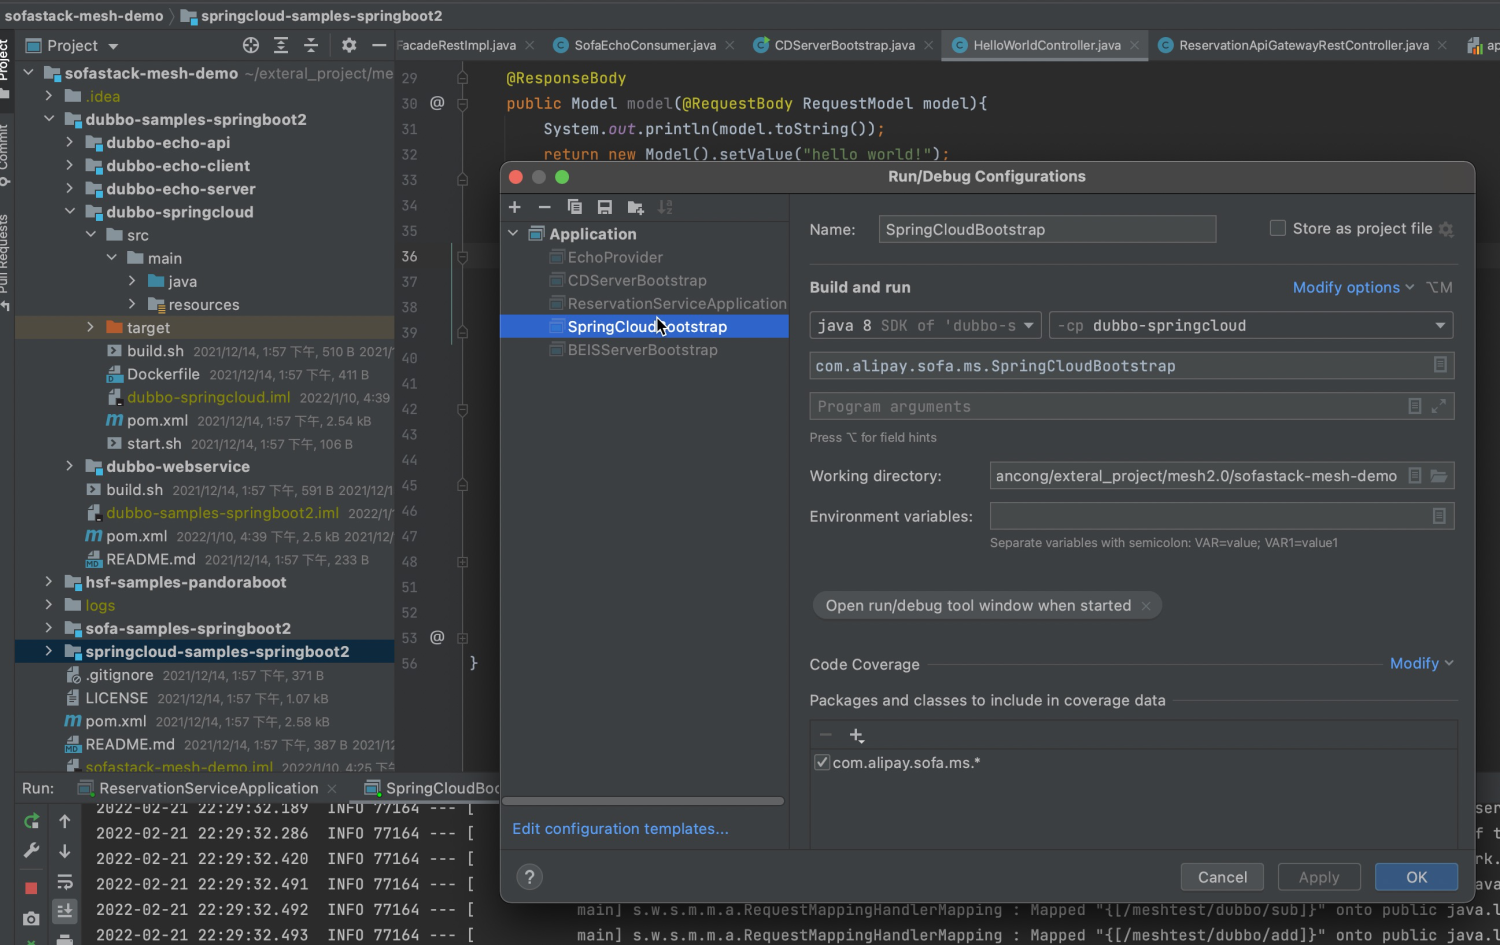 sofastack-mesh-demo springcloud-samples-springboot2
Project
Commit
Pull Requests
Project
FacadeRestImpl.java
SofaEchoConsumer.java
CDServerBootstrap.java
HelloWorldController.java
ReservationApiGatewayRestController.java
ap
sofastack-mesh-demo ~/exteral_project/me
.idea
dubbo-samples-springboot2
dubbo-echo-api
dubbo-echo-client
dubbo-echo-server
dubbo-springcloud
src
main
java
resources
target
build.sh 2021/12/14, 1:57 下午, 510 B 2021/
Dockerfile 2021/12/14, 1:57 下午, 411 B
dubbo-springcloud.iml 2022/1/10, 4:39
pom.xml 2021/12/14, 1:57 下午, 2.54 kB
start.sh 2021/12/14, 1:57 下午, 106 B
dubbo-webservice
build.sh 2021/12/14, 1:57 下午, 591 B 2021/12/1
dubbo-samples-springboot2.iml 2022/1/
pom.xml 2022/1/10, 4:39 下午, 2.5 kB 2021/12/
README.md 2021/12/14, 1:57 下午, 233 B
hsf-samples-pandoraboot
logs
sofa-samples-springboot2
springcloud-samples-springboot2
.gitignore 2021/12/14, 1:57 下午, 371 B
LICENSE 2021/12/14, 1:57 下午, 1.07 kB
pom.xml 2021/12/14, 1:57 下午, 2.58 kB
README.md 2021/12/14, 1:57 下午, 387 B 2021/12
sofastack-mesh-demo.iml 2022/1/10, 4:25 下午
29 @ResponseBody
30 @ public Model model(@RequestBody RequestModel model){
31 System.out.println(model.toString());
32 return new Model().setValue("hello world!");
33
34
35
36
37
38
39
40
41
42
43
44
45
46
47
48
51
52
53 @
56 }
Run/Debug Configurations
Application
EchoProvider
CDServerBootstrap
ReservationServiceApplication
SpringCloudBootstrap
BEISServerBootstrap
Edit configuration templates...
Name: SpringCloudBootstrap
Store as project file
Build and run
Modify options ⌥M
java 8 SDK of 'dubbo-s
-cp dubbo-springcloud
com.alipay.sofa.ms.SpringCloudBootstrap
Program arguments
Press ⌥ for field hints
Working directory: ancong/exteral_project/mesh2.0/sofastack-mesh-demo
Environment variables:
Separate variables with semicolon: VAR=value; VAR1=value1
Open run/debug tool window when started
Code Coverage
Modify
Packages and classes to include in coverage data
com.alipay.sofa.ms.*
?
Cancel
Apply
OK
Run: ReservationServiceApplication SpringCloudBoo
2022-02-21 22:29:32.189 INFO 77164 --- [
2022-02-21 22:29:32.286 INFO 77164 --- [
2022-02-21 22:29:32.420 INFO 77164 --- [
2022-02-21 22:29:32.491 INFO 77164 --- [
2022-02-21 22:29:32.492 INFO 77164 --- [ main] s.w.s.m.m.a.RequestMappingHandlerMapping : Mapped "{[/meshtest/dubbo/sub]}" onto public java.l
2022-02-21 22:29:32.493 INFO 77164 --- [ main] s.w.s.m.m.a.RequestMappingHandlerMapping : Mapped "{[/meshtest/dubbo/add]}" onto public java.l
ser
f t
rk.
ava